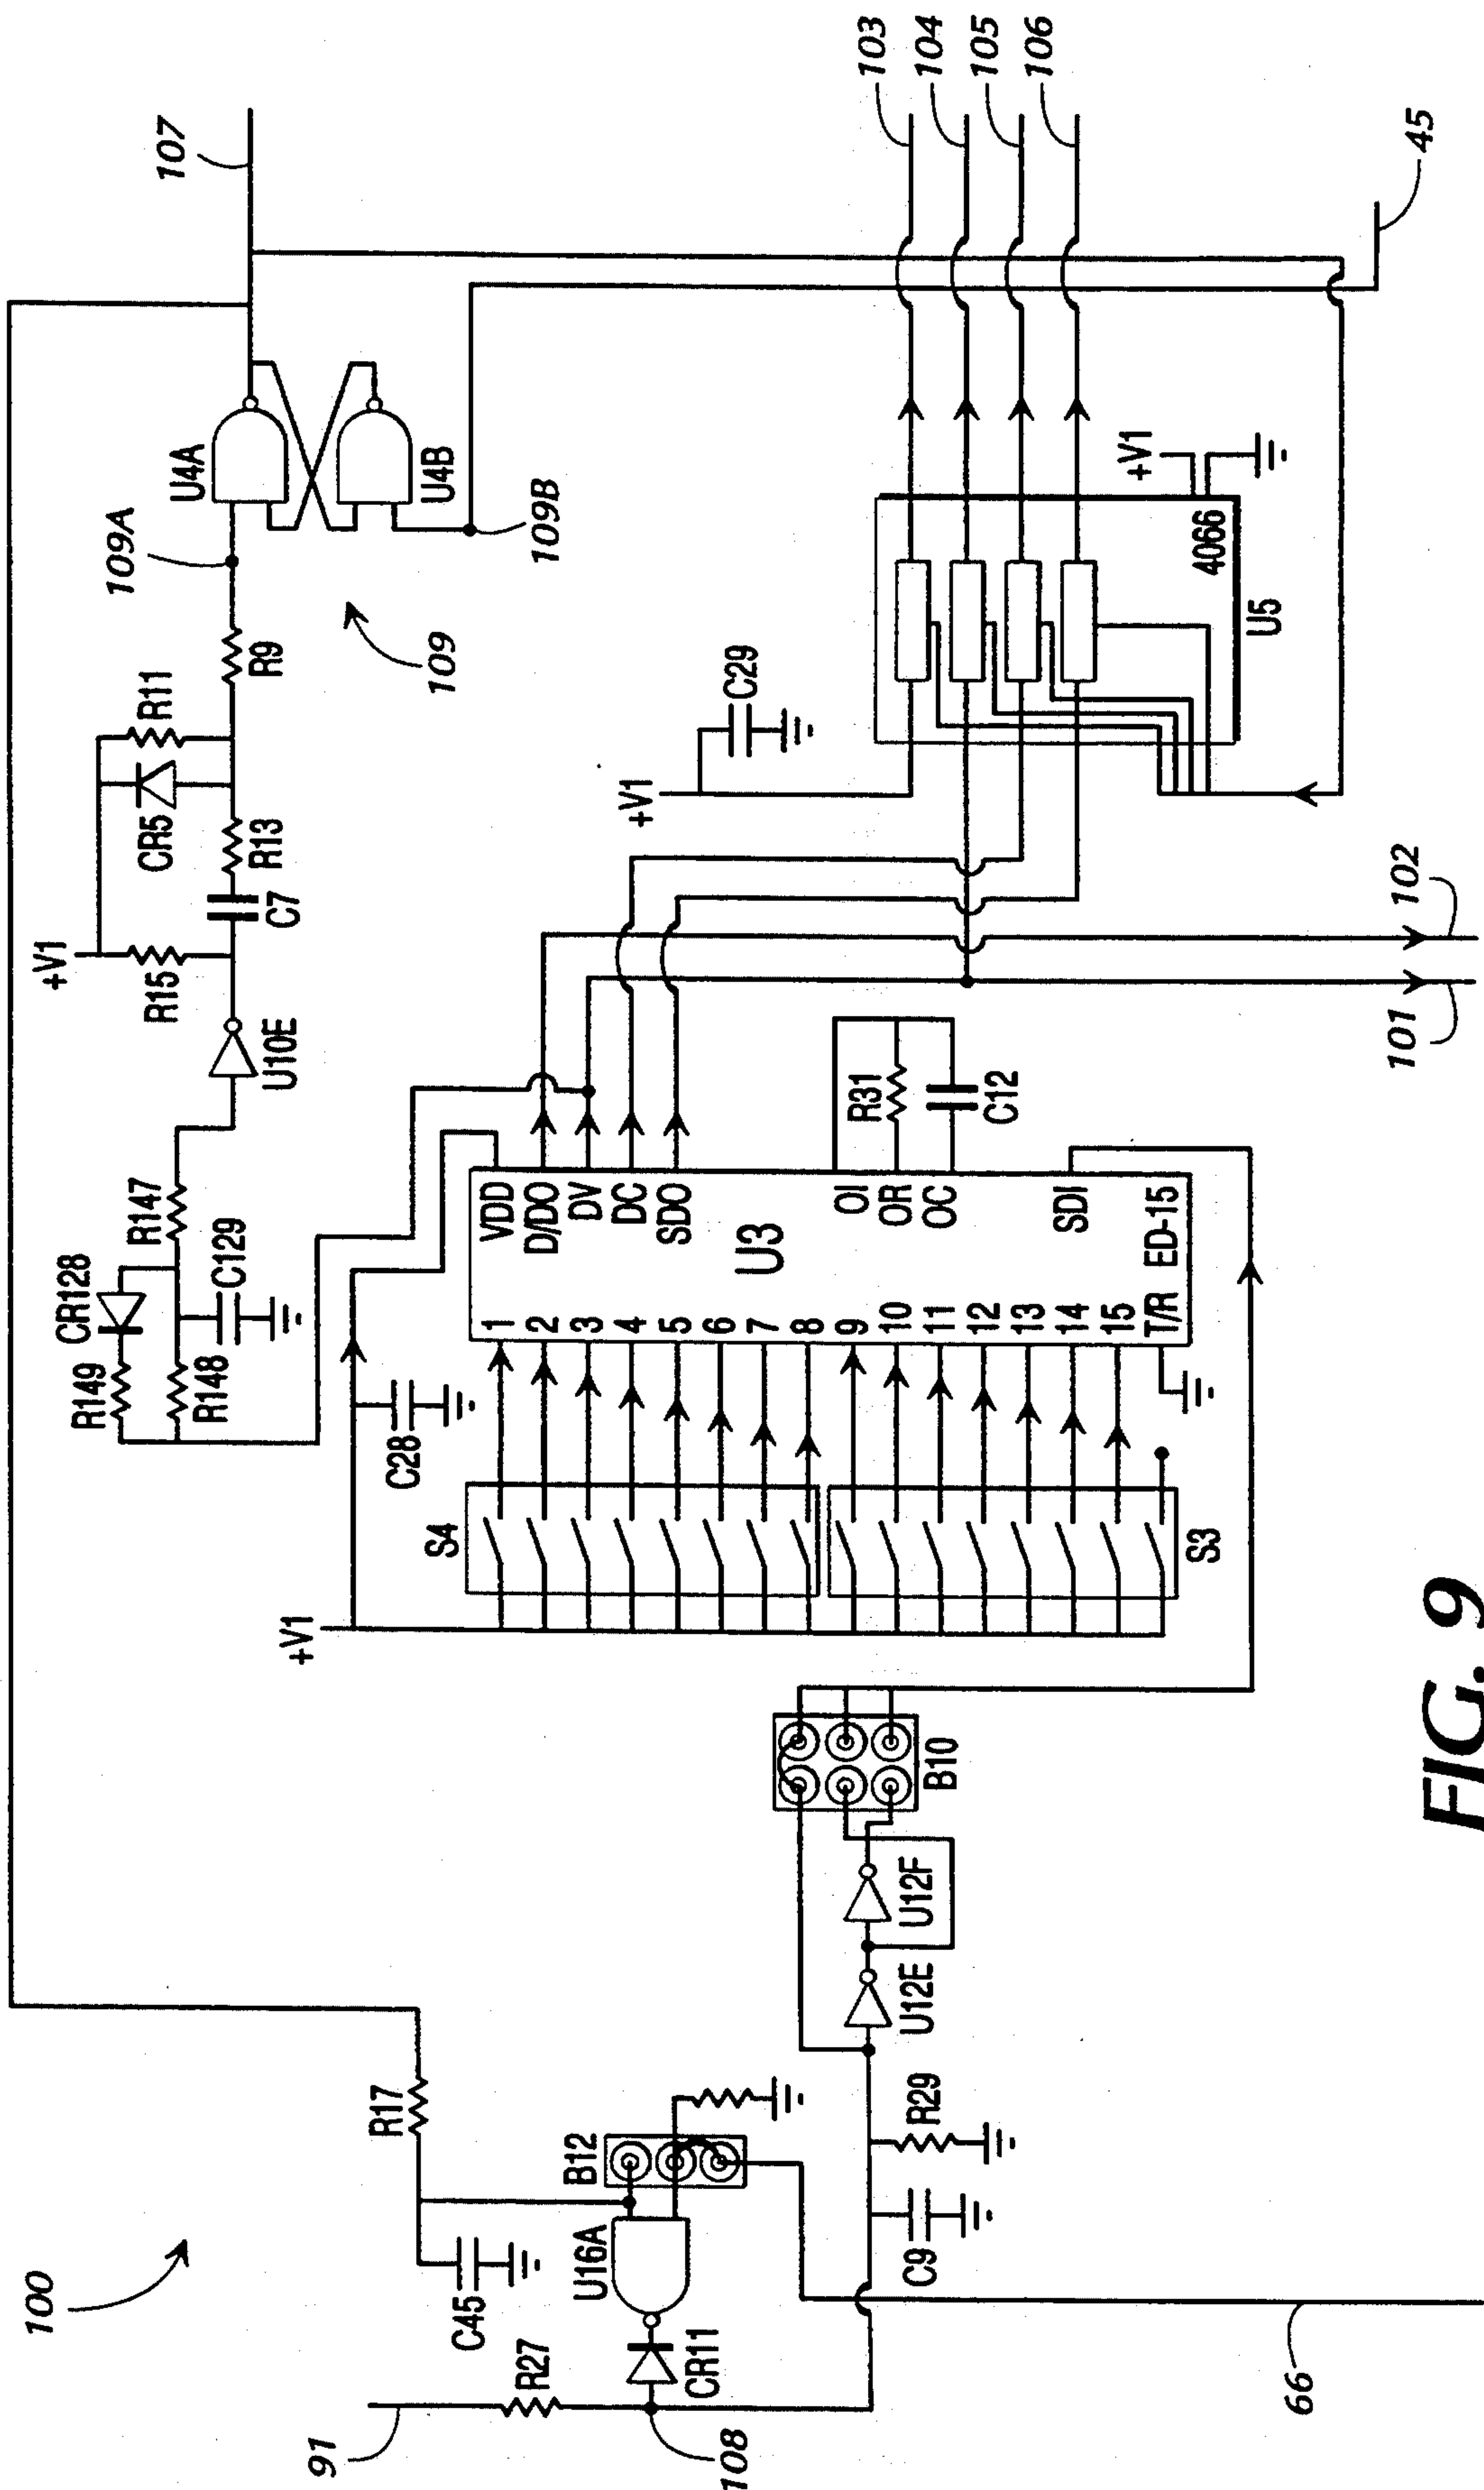 100
107
109A
U4A
U4B
109B
109
R9
R11
CR5
R13
C7
R15
+V1
U10E
R147
CR128
C129
R149
R148
C28
+V1
S4
S3
1
2
3
4
5
6
7
8
9
10
11
12
13
14
15
T/R
VDD
D/DO
DV
DC
SDO
U3
OI
OR
OC
SDI
ED-15
R31
C12
+V1
C29
+V1
4066
U5
103
104
105
106
45
102
101
R17
B12
U16A
C45
R27
CR11
91
108
C9
R29
U12E
U12F
B10
66
FIG. 9